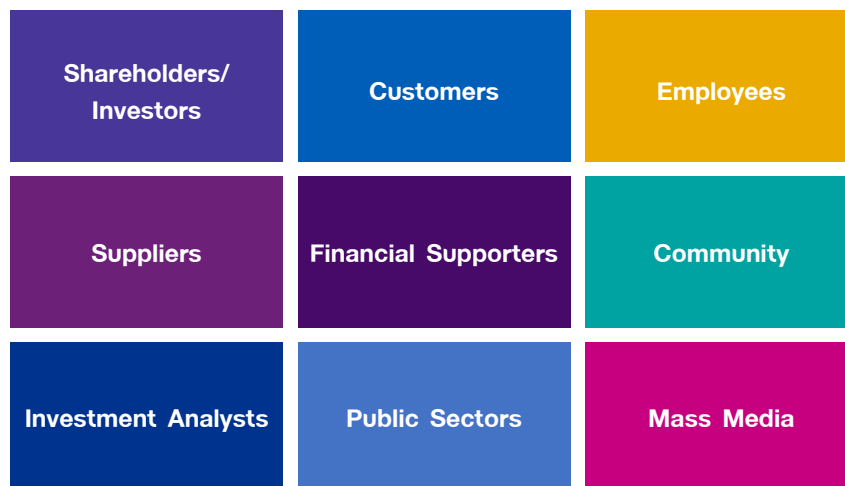 Shareholders/
Investors
Customers
Employees
Suppliers
Financial Supporters
Community
Investment Analysts
Public Sectors
Mass Media